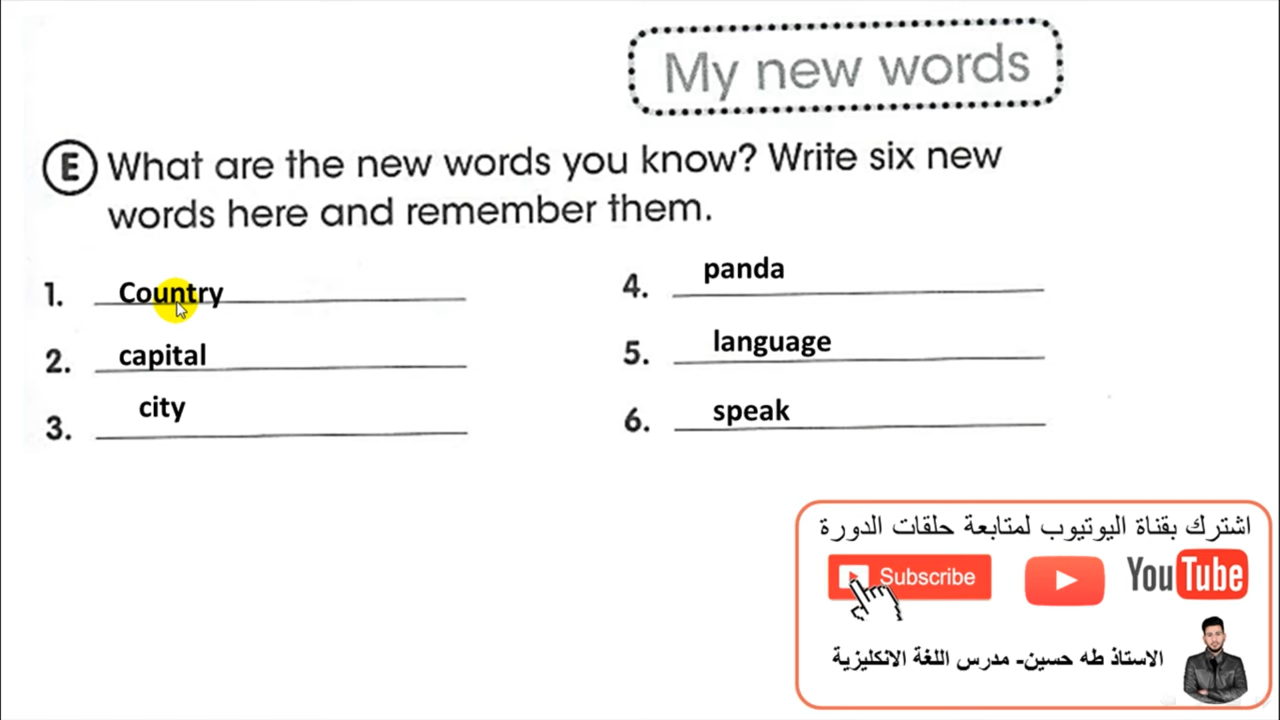 My new words
E What are the new words you know? Write six new
words here and remember them.
1. Country
2. capital
3. city
4. panda
5. language
6. speak
اشترك بقناة اليوتيوب لمتابعة حلقات الدورة
Subscribe
YouTube
الاستاذ طه حسين- مدرس اللغة الانكليزية